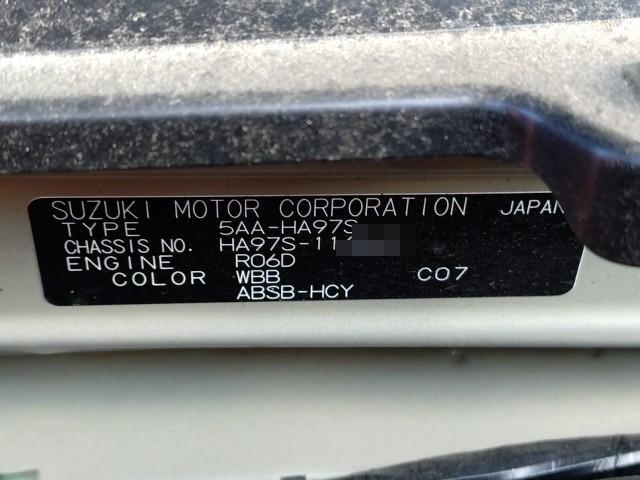 SUZUKI MOTOR CORPORATION JAPAN
TYPE 5AA-HA97S
CHASSIS NO. HA97S-11
ENGINE R06D
COLOR WBB C07
ABSB-HCY